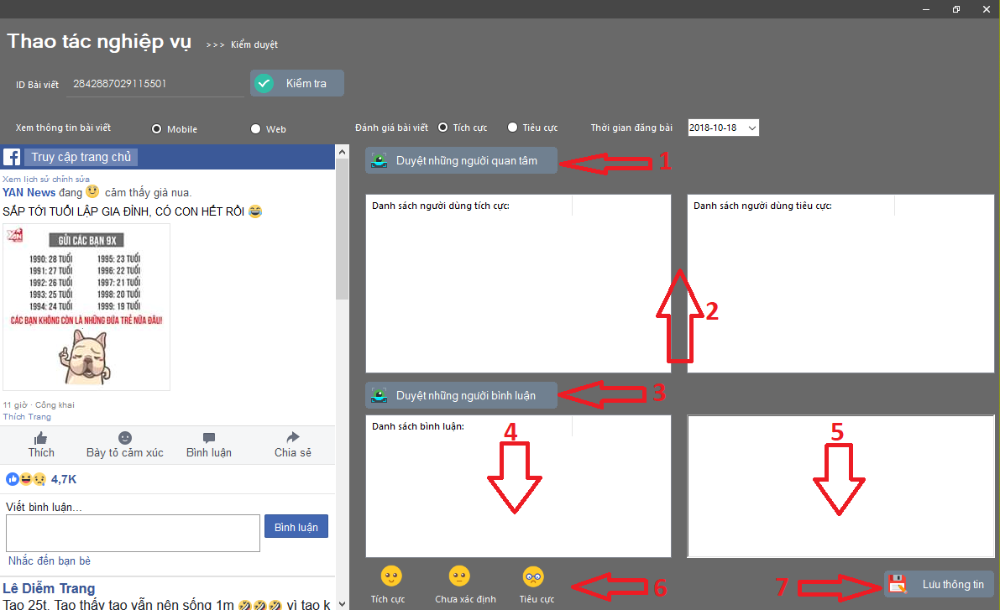 Thao tác nghiệp vụ >>> Kiểm duyệt
ID Bài viết 2842887029115501 Kiểm tra
Xem thông tin bài viết Mobile Web Đánh giá bài viết Tích cực Tiêu cực Thời gian đăng bài 2018-10-18
Truy cập trang chủ
Xem lịch sử chỉnh sửa
YAN News đang cảm thấy già nua.
SẮP TỚI TUỔI LẬP GIA ĐÌNH, CÓ CON HẾT RỒI
YAN
GỬI CÁC BẠN 9X
1990: 28 TUỔI 1995: 23 TUỔI
1991: 27 TUỔI 1996: 22 TUỔI
1992: 26 TUỔI 1997: 21 TUỔI
1993: 25 TUỔI 1998: 20 TUỔI
1994: 24 TUỔI 1999: 19 TUỔI
CÁC BẠN KHÔNG CÒN LÀ NHỮNG ĐỨA TRẺ NỮA ĐÂU!
11 giờ · Công khai
Thích Trang
Thích Bày tỏ cảm xúc Bình luận Chia sẻ
4,7K
Viết bình luận...
Bình luận
Nhắc đến bạn bè
Lê Diễm Trang
Tao 25t. Tao thấy tao vẫn nên sống 1m vì tao k
Duyệt những người quan tâm 1
Danh sách người dùng tích cực: Danh sách người dùng tiêu cực:
2
Duyệt những người bình luận 3
Danh sách bình luận: 4 5
Tích cực Chưa xác định Tiêu cực 6 7 Lưu thông tin